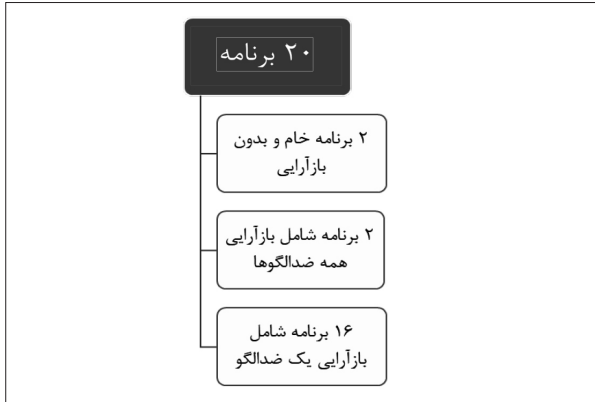 ۲۰ برنامه
۲ برنامه خام و بدون
بازآرایی
۲ برنامه شامل بازآرایی
همه ضدالگوها
۱۶ برنامه شامل
بازآرایی یک ضدالگو